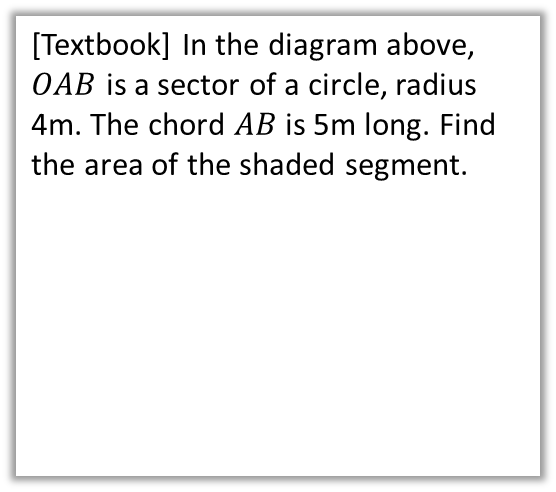 [Textbook] In the diagram above,
OAB is a sector of a circle, radius
4m. The chord AB is 5m long. Find
the area of the shaded segment.